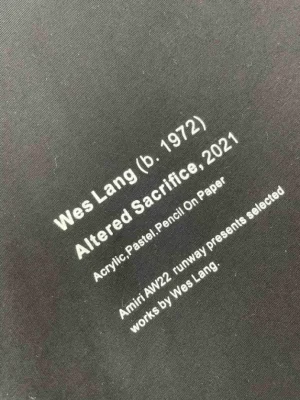 Wes Lang (b. 1972)
Altered Sacrifice, 2021
Acrylic,Pastel.Pencil On Paper
Amiri AW22 runway presents selected
works by Wes Lang.